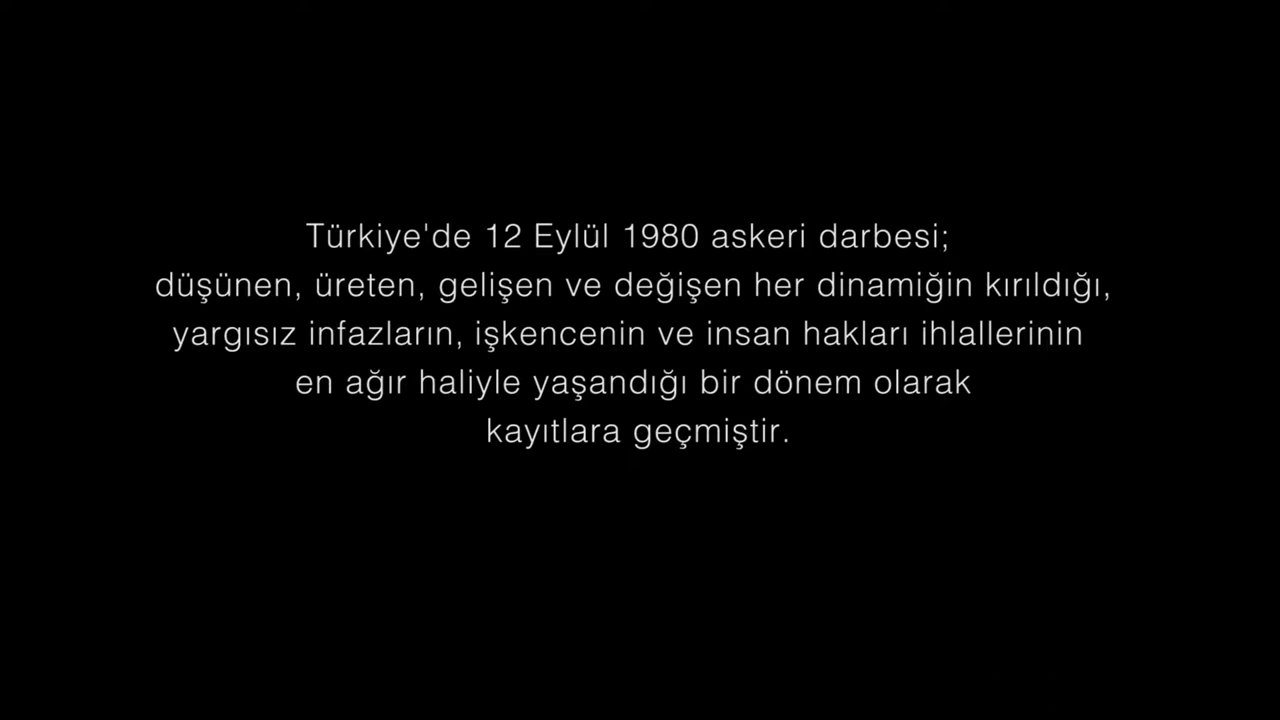 Türkiye'de 12 Eylül 1980 askeri darbesi;
düşünen, üreten, gelişen ve değişen her dinamiğin kırıldığı,
yargısız infazların, işkencenin ve insan hakları ihlallerinin
en ağır haliyle yaşandığı bir dönem olarak
kayıtlara geçmiştir.